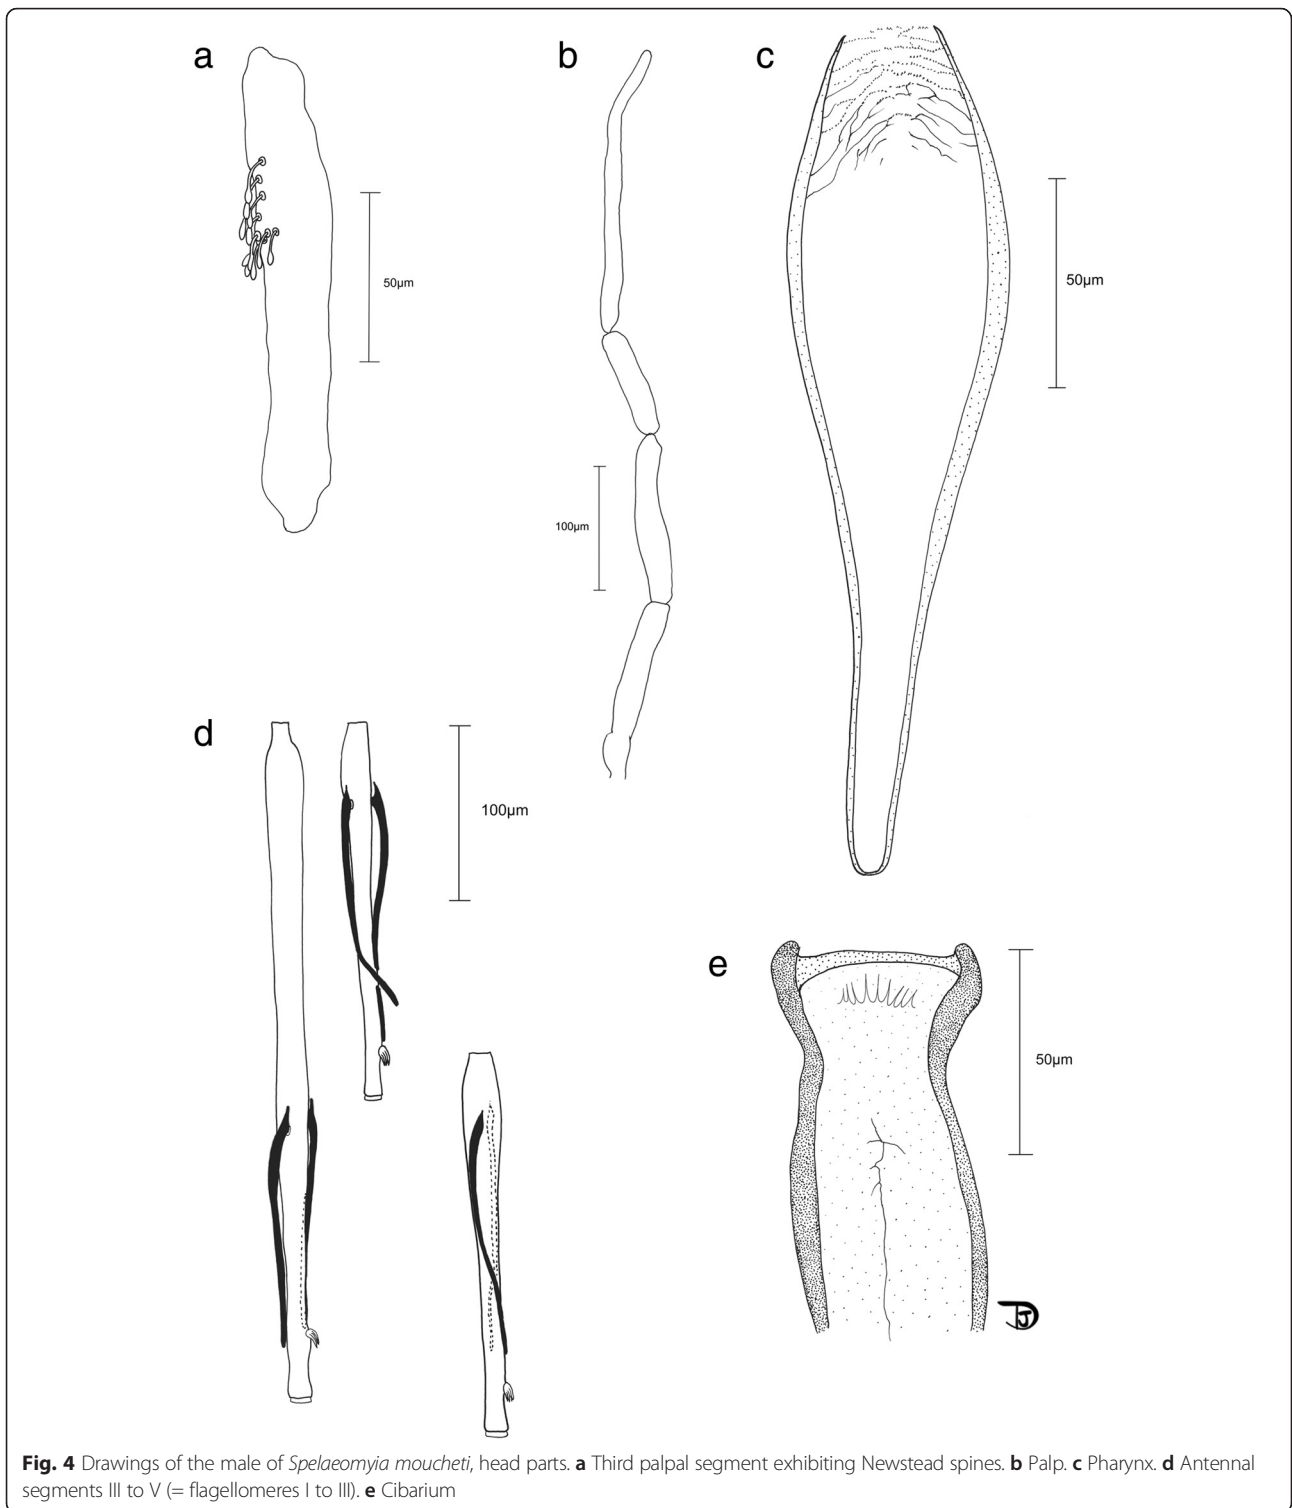 a
b
c
50µm
50µm
100µm
d
100µm
e
50µm
Fig. 4 Drawings of the male of Spelaeomyia moucheti, head parts. a Third palpal segment exhibiting Newstead spines. b Palp. c Pharynx. d Antennal
segments III to V (= flagellomeres I to III). e Cibarium